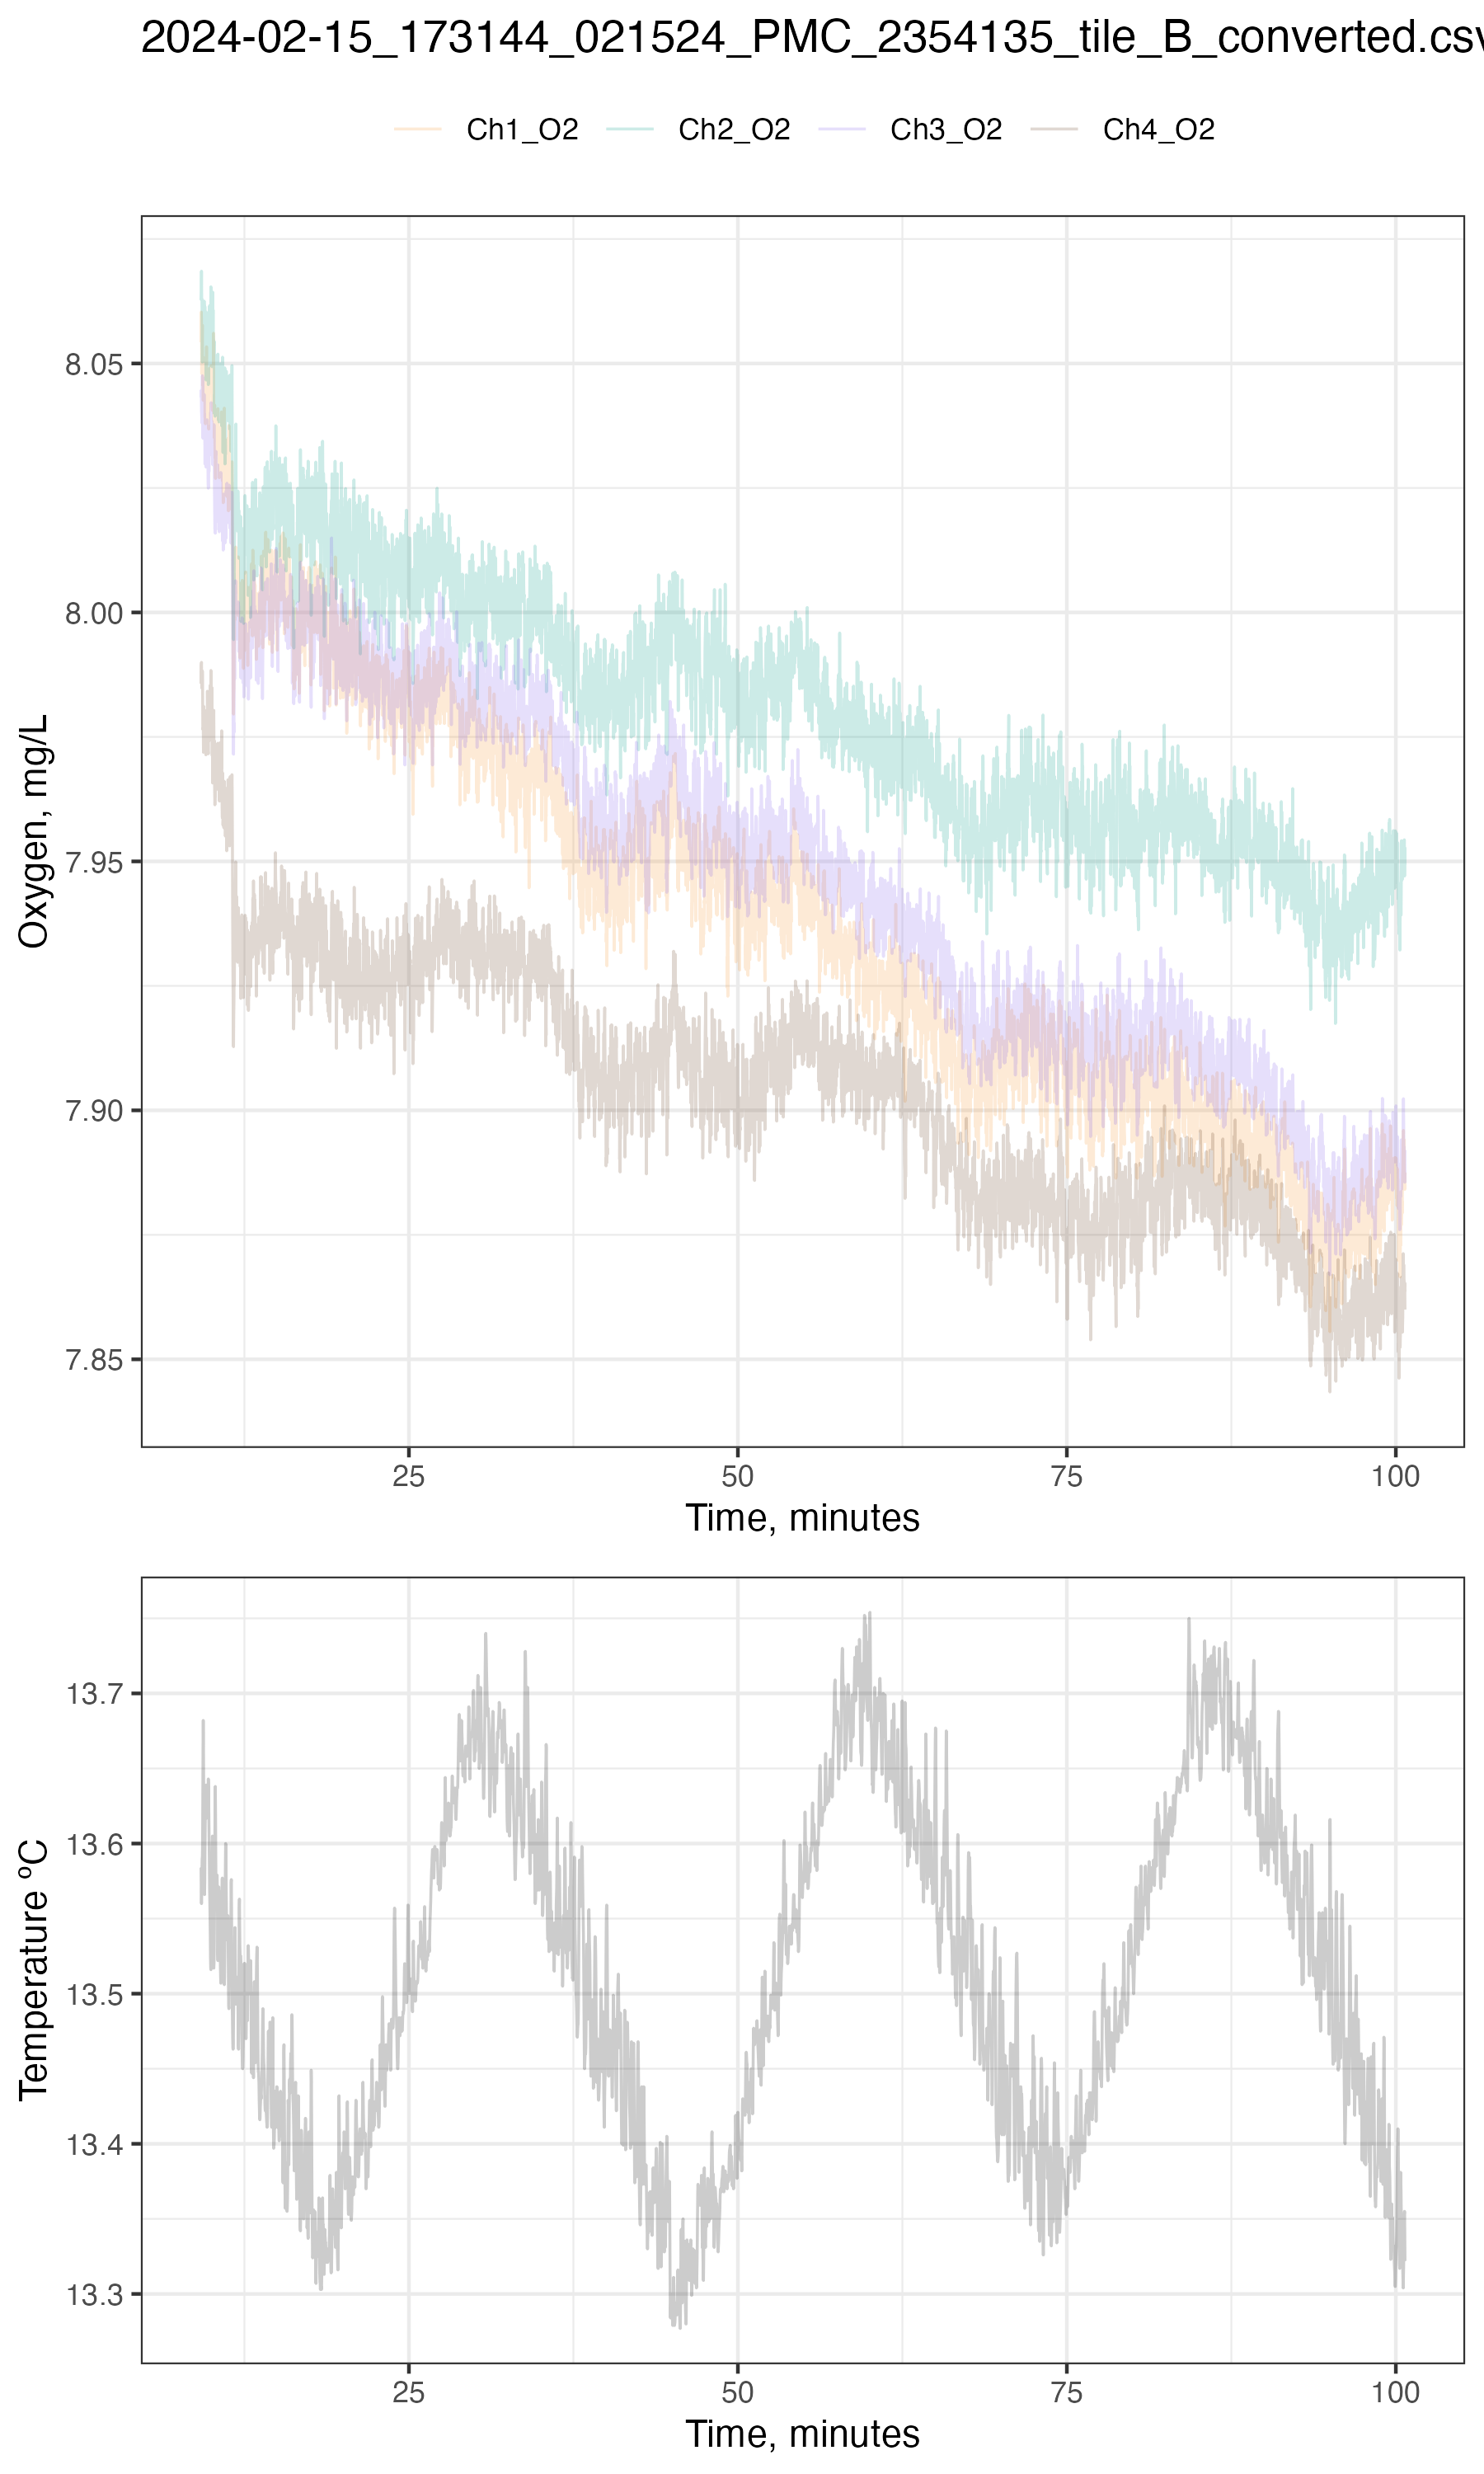 2024-02-15_173144_021524_PMC_2354135_tile_B_converted.csv
Ch1_O2 Ch2_O2 Ch3_O2 Ch4_O2
8.05
8.00
7.95
7.90
7.85
Oxygen, mg/L
25 50 75 100
Time, minutes
13.7
13.6
13.5
13.4
13.3
Temperature ºC
25 50 75 100
Time, minutes